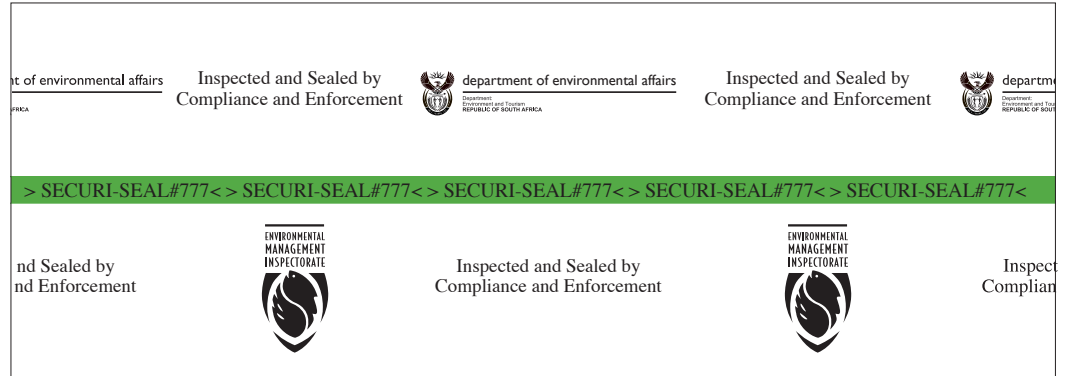 nt of environmental affairs
FRICA
Inspected and Sealed by
Compliance and Enforcement
department of environmental affairs
Department:
Environment and Tourism
REPUBLIC OF SOUTH AFRICA
Inspected and Sealed by
Compliance and Enforcement
departme
Department:
Environment and Tou
REPUBLIC OF SOUT
> SECURI-SEAL#777< > SECURI-SEAL#777< > SECURI-SEAL#777< > SECURI-SEAL#777< > SECURI-SEAL#777<
nd Sealed by
nd Enforcement
ENVIRONMENTAL
MANAGEMENT
INSPECTORATE
Inspected and Sealed by
Compliance and Enforcement
ENVIRONMENTAL
MANAGEMENT
INSPECTORATE
Inspect
Complian